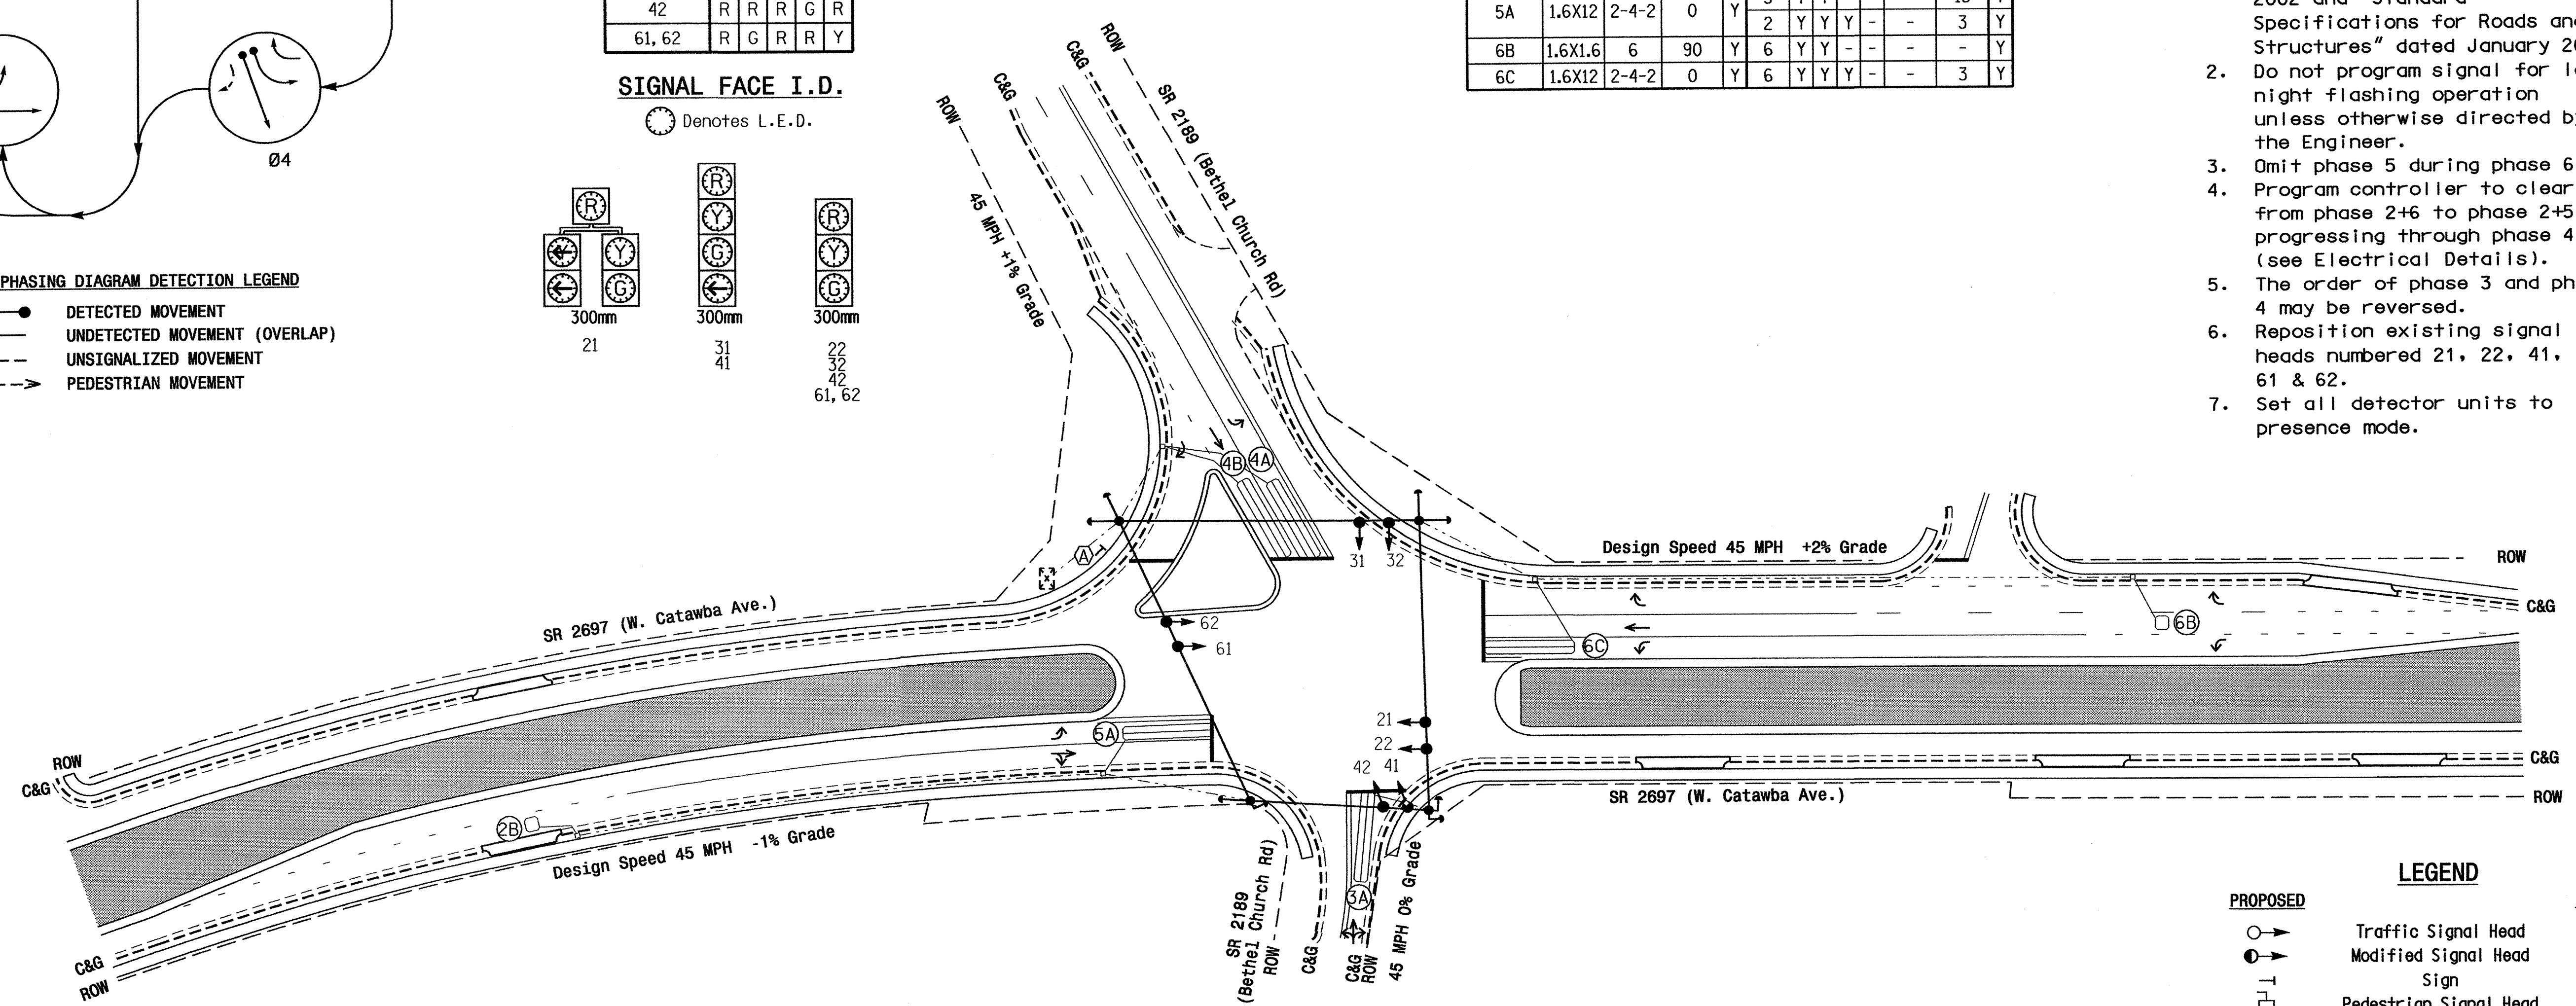 42 R R R G R
61, 62 R G R R Y
SIGNAL FACE I.D.
Denotes L.E.D.
R
Y
G
R
Y
G
R
Y
G
300mm
300mm
300mm
21
31
41
22
32
42
61, 62
Ø4
PHASING DIAGRAM DETECTION LEGEND
DETECTED MOVEMENT
UNDETECTED MOVEMENT (OVERLAP)
UNSIGNALIZED MOVEMENT
PEDESTRIAN MOVEMENT
5A 1.6X12 2-4-2 0 Y
2 Y Y Y - - 3 Y
6B 1.6X1.6 6 90 Y 6 Y Y - - - - Y
6C 1.6X12 2-4-2 0 Y 6 Y Y Y - - 3 Y
Specifications for Roads an
Structures" dated January 2
2. Do not program signal for l
night flashing operation
unless otherwise directed b
the Engineer.
3. Omit phase 5 during phase 6
4. Program controller to clear
from phase 2+6 to phase 2+5
progressing through phase 4
(see Electrical Details).
5. The order of phase 3 and ph
4 may be reversed.
6. Reposition existing signal
heads numbered 21, 22, 41,
61 & 62.
7. Set all detector units to
presence mode.
ROW
C&G
C&G
ROW
SR 2189 (Bethel Church Rd)
45 MPH +1% Grade
4B
4A
A
31
32
62
61
Design Speed 45 MPH +2% Grade
ROW
C&G
6B
6C
SR 2697 (W. Catawba Ave.)
21
22
42
41
5A
ROW
C&G
2B
Design Speed 45 MPH -1% Grade
C&G
ROW
SR 2697 (W. Catawba Ave.)
C&G
ROW
3A
SR 2189
(Bethel Church Rd)
ROW
C&G
C&G
ROW
45 MPH 0% Grade
LEGEND
PROPOSED
Traffic Signal Head
Modified Signal Head
Sign
Pedestrian Signal Head